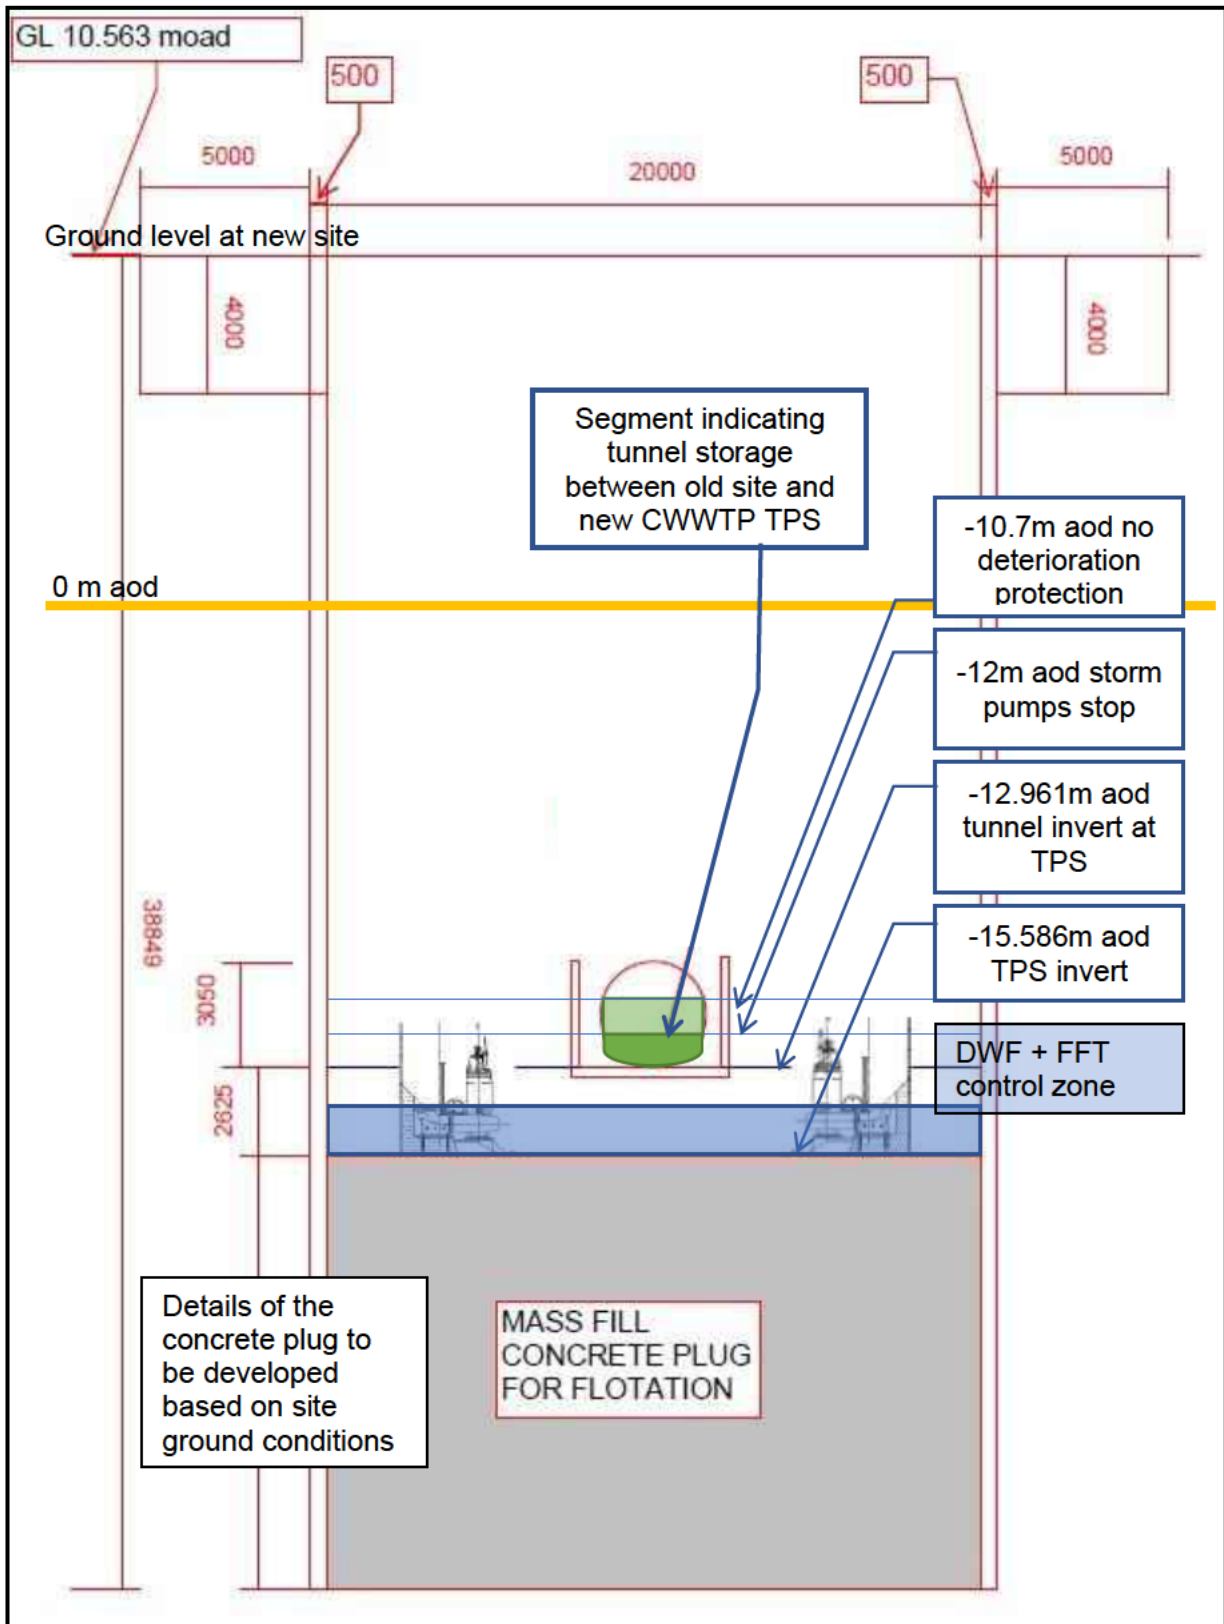 GL 10.563 moad
500
500
5000
20000
5000
Ground level at new site
4000
4000
Segment indicating
tunnel storage
between old site and
new CWWTP TPS
-10.7m aod no
deterioration
protection
0 m aod
-12m aod storm
pumps stop
-12.961m aod
tunnel invert at
TPS
38849
-15.586m aod
TPS invert
3050
DWF + FFT
control zone
2625
Details of the
concrete plug to
be developed
based on site
ground conditions
MASS FILL
CONCRETE PLUG
FOR FLOTATION